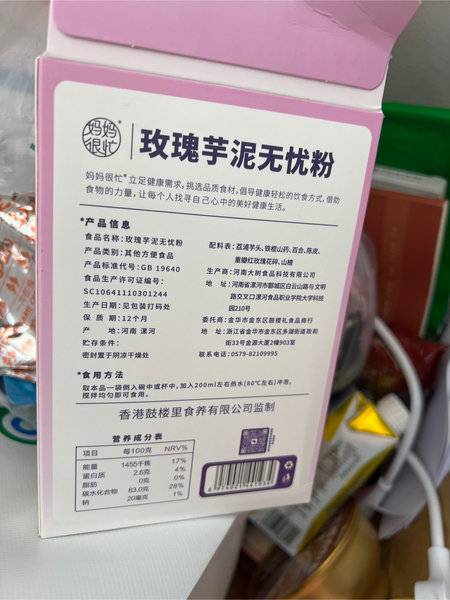 妈妈很忙
玫瑰芋泥无忧粉
妈妈很忙®立足健康需求,挑选品质食材,倡导健康轻松的饮食方式,借助
食物的力量,让每个人找寻自己心中的美好健康生活。
*产品信息
食品名称:玫瑰芋泥无忧粉
产品类别:其他方便食品
产品标准代号:GB 19640
食品生产许可证编号:
SC10641110301244
生产日期:见包装打码处
保 质 期:12个月
产 地:河南 漯河
贮存条件:
密封置于阴凉干燥处
配料表:荔浦芋头、铁棍山药、百合、陈皮、
重瓣红玫瑰花碎、山楂
生产商:河南大树食品科技有限公司
地 址:河南省漯河市郾城区白云山路与文明
路交叉口漯河食品职业学院大学科技
园210号
委托商:金华市金东区鼓楼礼食品商行
地 址:浙江省金华市金东区多湖街道政和
街33号金源大厦2幢903室
联系电话:0579-82109995
*食用方法
取本品一袋倒入碗中或杯中,加入200ml左右热水(80℃左右)冲泡,
搅拌均匀即可食用。
香港鼓楼里食养有限公司监制
营养成分表
项目 每100克 NRV%
能量 1455千焦 17%
蛋白质 2.6克 4%
脂肪 0克 0%
碳水化合物 83.0克 28%
钠 20毫克 1%